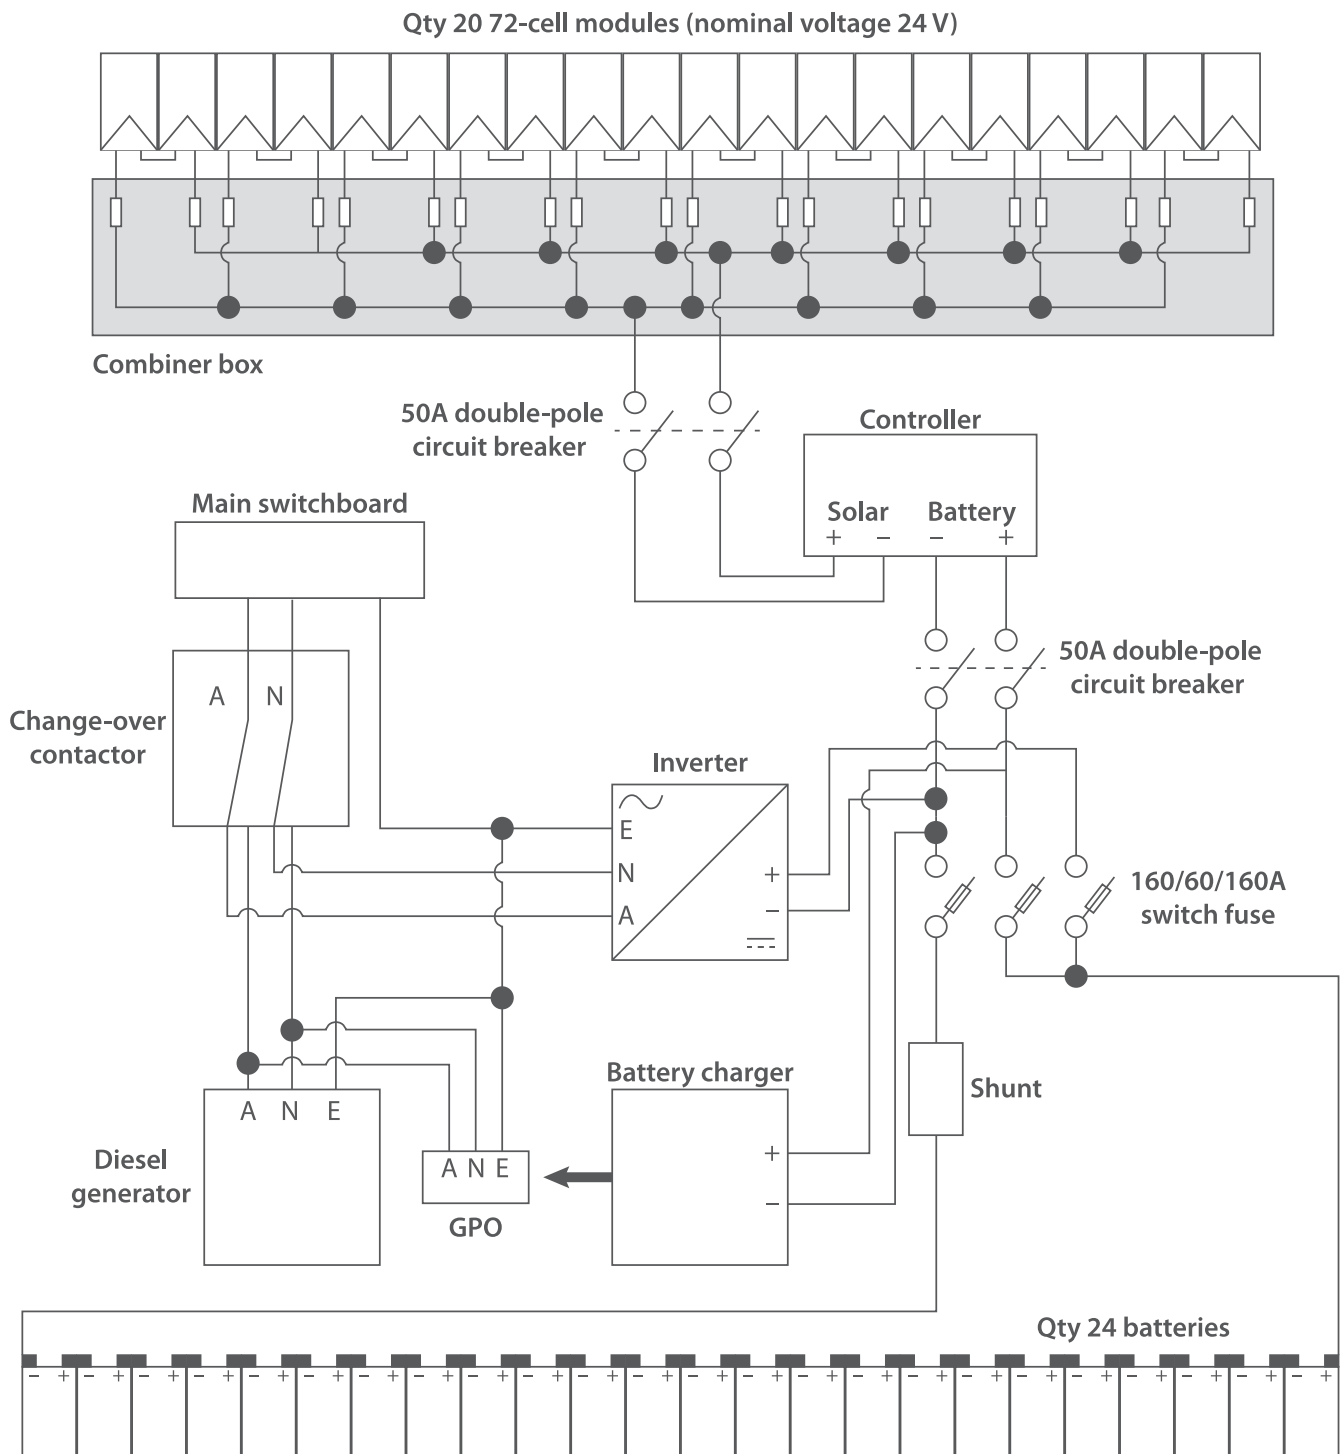 Qty 20 72-cell modules (nominal voltage 24 V)
Combiner box
50A double-pole
circuit breaker
Controller
Solar Battery
+ – – +
Main switchboard
50A double-pole
circuit breaker
A N
Change-over
contactor
Inverter
E
N
A
+
–
160/60/160A
switch fuse
Battery charger
+
–
Shunt
A N E
Diesel
generator
A N E
GPO
Qty 24 batteries
– + – + – + – + – + – + – + – + – + – + – + – + – + – + – + – + – + – + – + – + – + – + – + – +